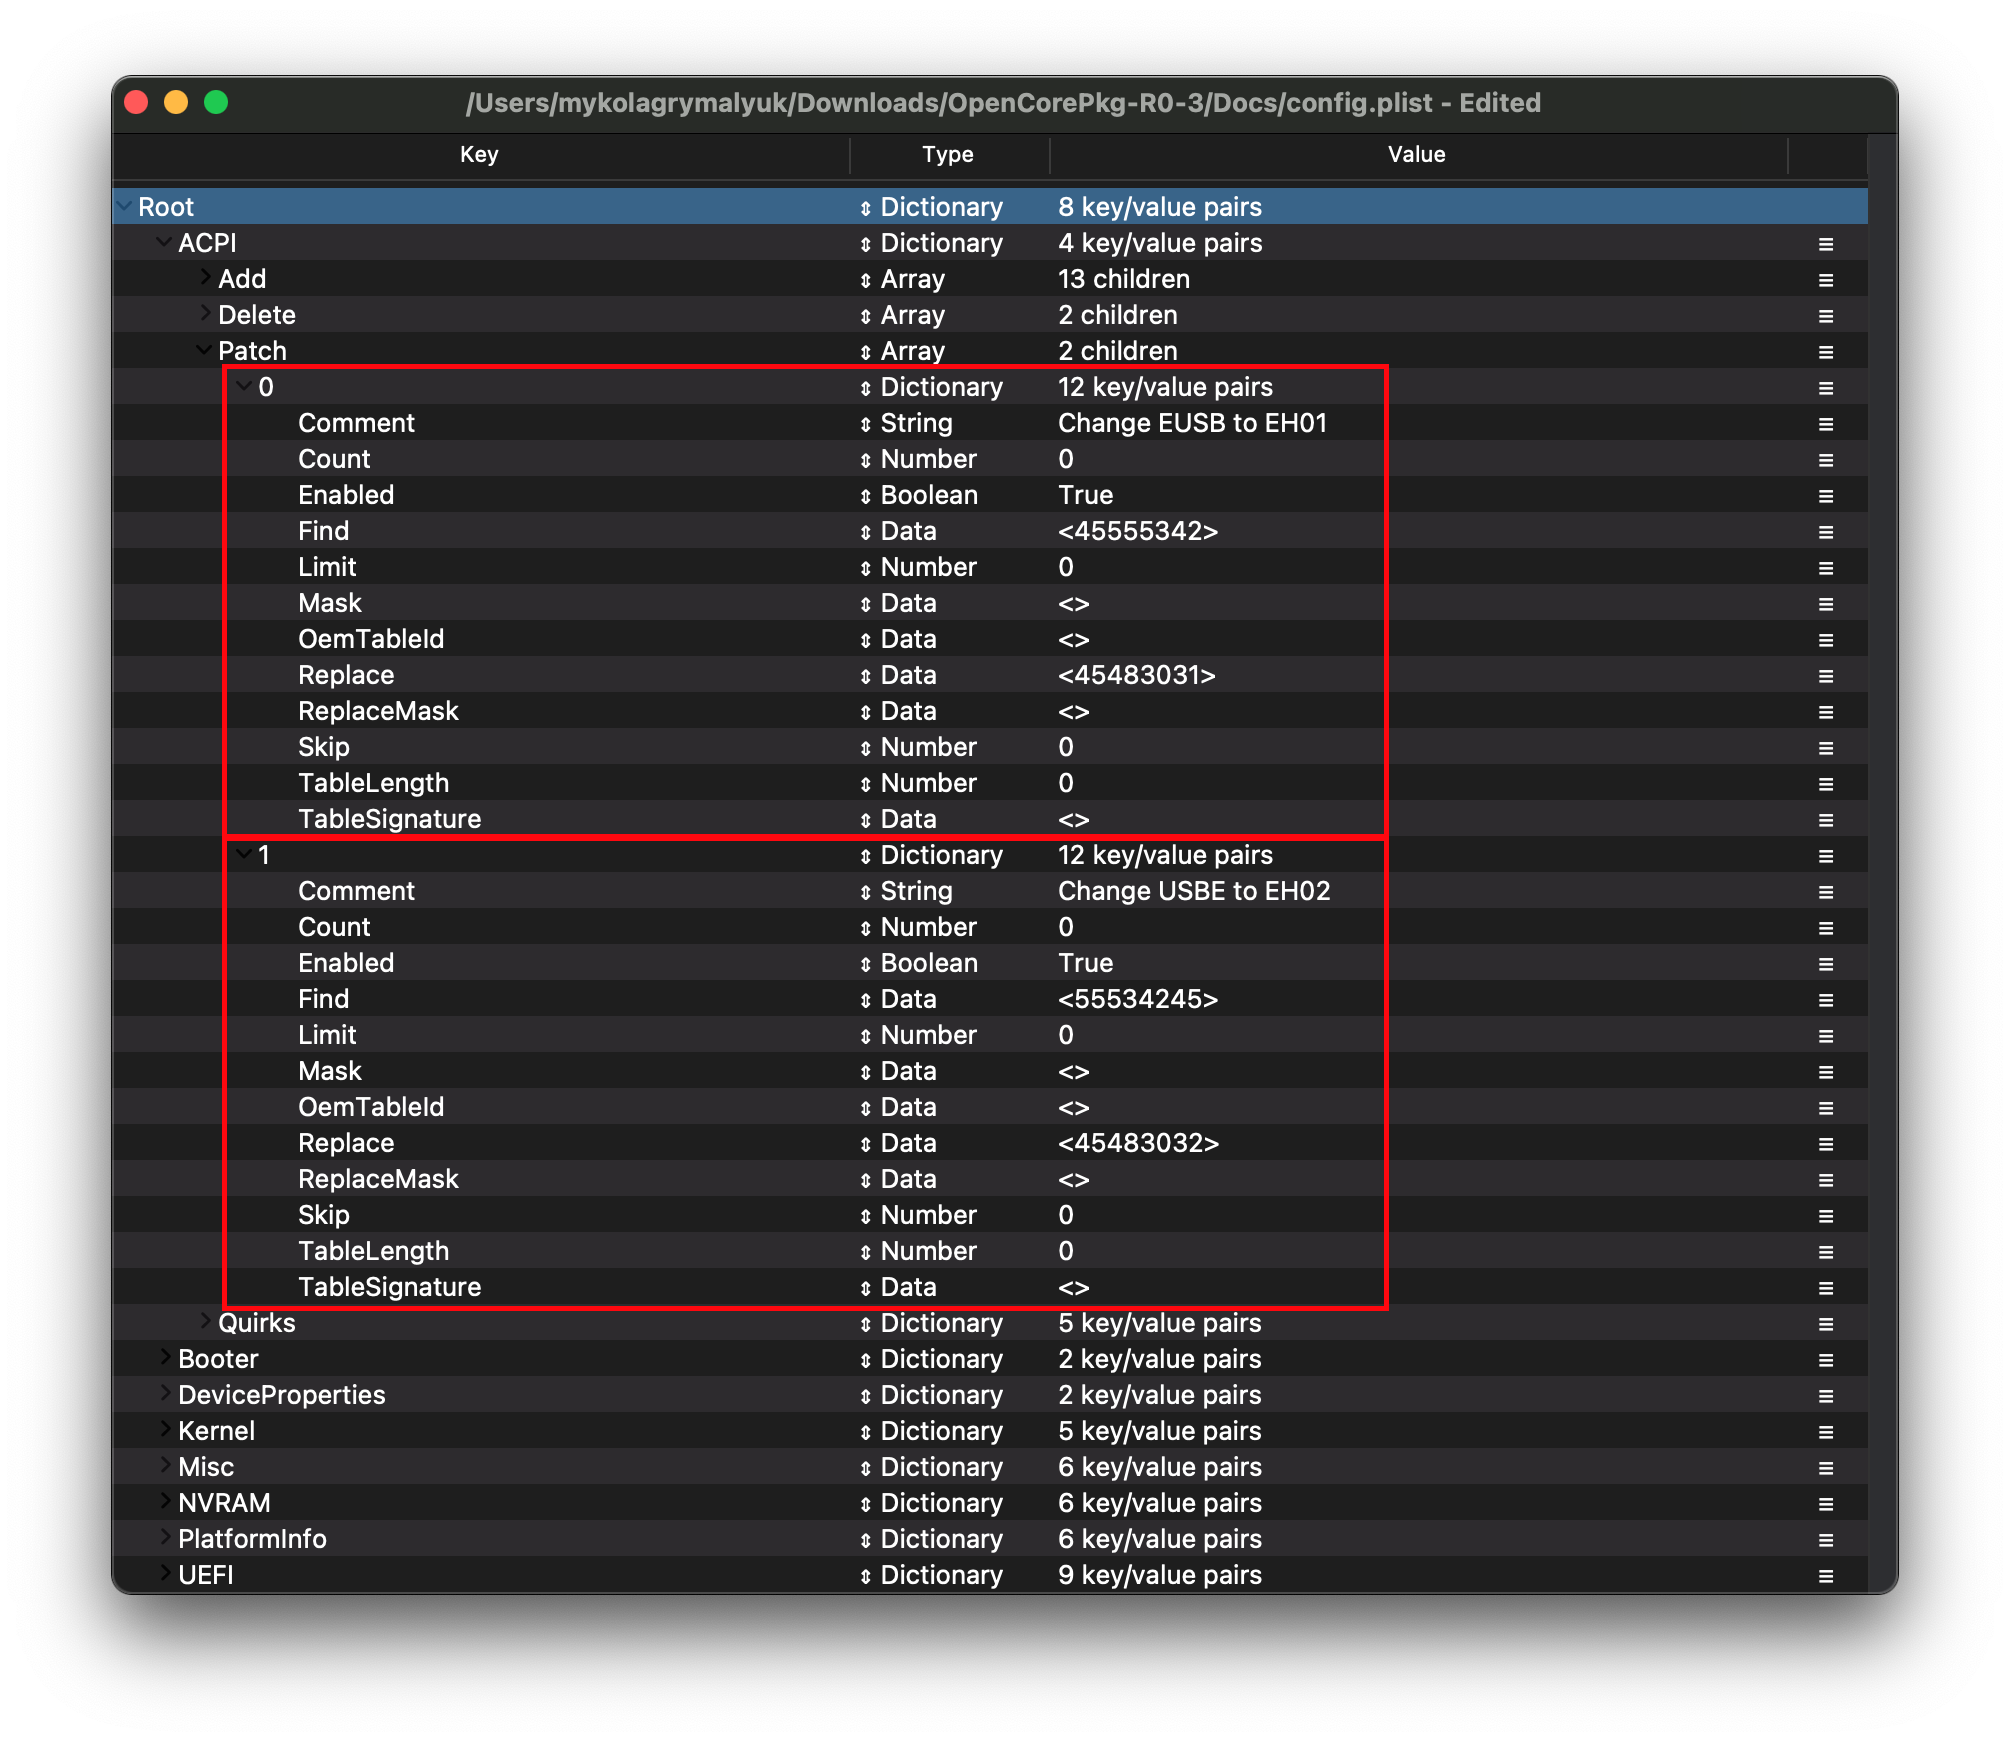 /Users/mykolagrymalyuk/Downloads/OpenCorePkg-R0-3/Docs/config.plist - Edited
Key Type Value
Root Dictionary 8 key/value pairs
ACPI Dictionary 4 key/value pairs
Add Array 13 children
Delete Array 2 children
Patch Array 2 children
0 Dictionary 12 key/value pairs
Comment String Change EUSB to EH01
Count Number 0
Enabled Boolean True
Find Data <45555342>
Limit Number 0
Mask Data <>
OemTableId Data <>
Replace Data <45483031>
ReplaceMask Data <>
Skip Number 0
TableLength Number 0
TableSignature Data <>
1 Dictionary 12 key/value pairs
Comment String Change USBE to EH02
Count Number 0
Enabled Boolean True
Find Data <55534245>
Limit Number 0
Mask Data <>
OemTableId Data <>
Replace Data <45483032>
ReplaceMask Data <>
Skip Number 0
TableLength Number 0
TableSignature Data <>
Quirks Dictionary 5 key/value pairs
Booter Dictionary 2 key/value pairs
DeviceProperties Dictionary 2 key/value pairs
Kernel Dictionary 5 key/value pairs
Misc Dictionary 6 key/value pairs
NVRAM Dictionary 6 key/value pairs
PlatformInfo Dictionary 6 key/value pairs
UEFI Dictionary 9 key/value pairs